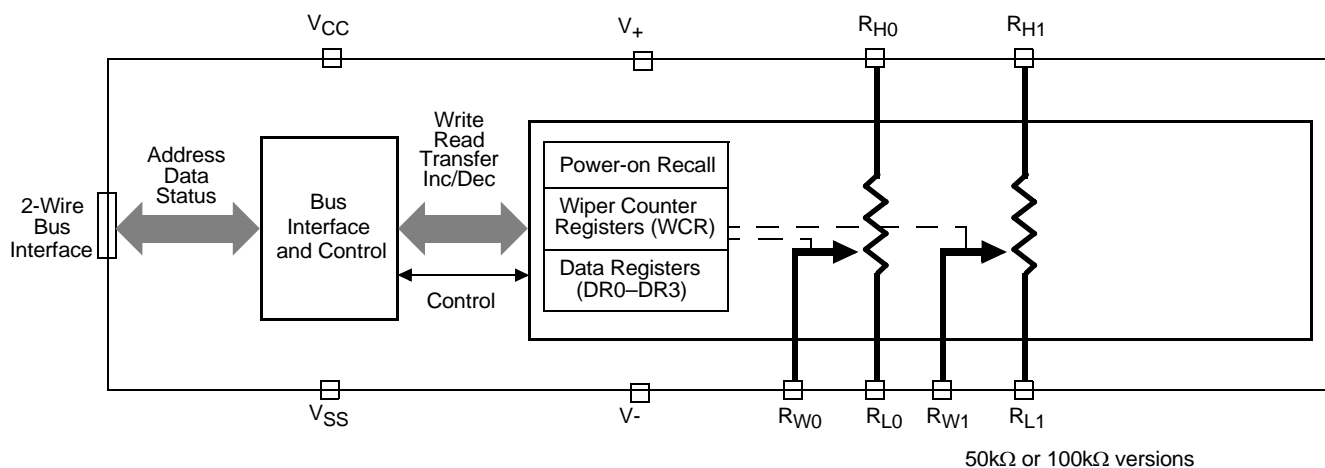 VCC
V+
RH0
RH1
Address
Data
Status
Write
Read
Transfer
Inc/Dec
2-Wire
Bus
Interface
Bus
Interface
and Control
Power-on Recall
Wiper Counter
Registers (WCR)
Data Registers
(DR0–DR3)
Control
VSS
V-
RW0
RL0
RW1
RL1
50kΩ or 100kΩ versions